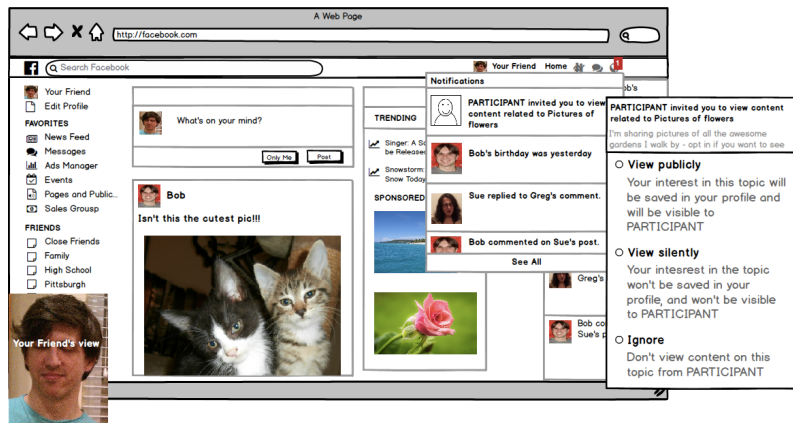 A Web Page
http://facebook.com
f
Search Facebook
Your Friend Home
1
Your Friend
Edit Profile
FAVORITES
News Feed
Messages
Ads Manager
Events
Pages and Public...
Sales Grousp
FRIENDS
Close Friends
Family
High School
Pittsburgh
Your Friend's view
What's on your mind?
Only Me
Post
Bob
Isn't this the cutest pic!!!
TRENDING
Singer: A Sc
be Released
Snowstorm:
Snow Today
SPONSORED
Notifications
PARTICIPANT invited you to view
content related to Pictures of
flowers
Bob's birthday was yesterday
Sue replied to Greg's comment.
Bob commented on Sue's post.
See All
ob's
Greg's
Bob co
Sue's p
PARTICIPANT invited you to view content
related to Pictures of flowers
I'm sharing pictures of all the awesome
gardens I walk by - opt in if you want to see
View publicly
Your interest in this topic will
be saved in your profile and
will be visible to
PARTICIPANT
View silently
Your intesrest in the topic
won't be saved in your
profile, and won't be visible
to PARTICIPANT
Ignore
Don't view content on this
topic from PARTICIPANT